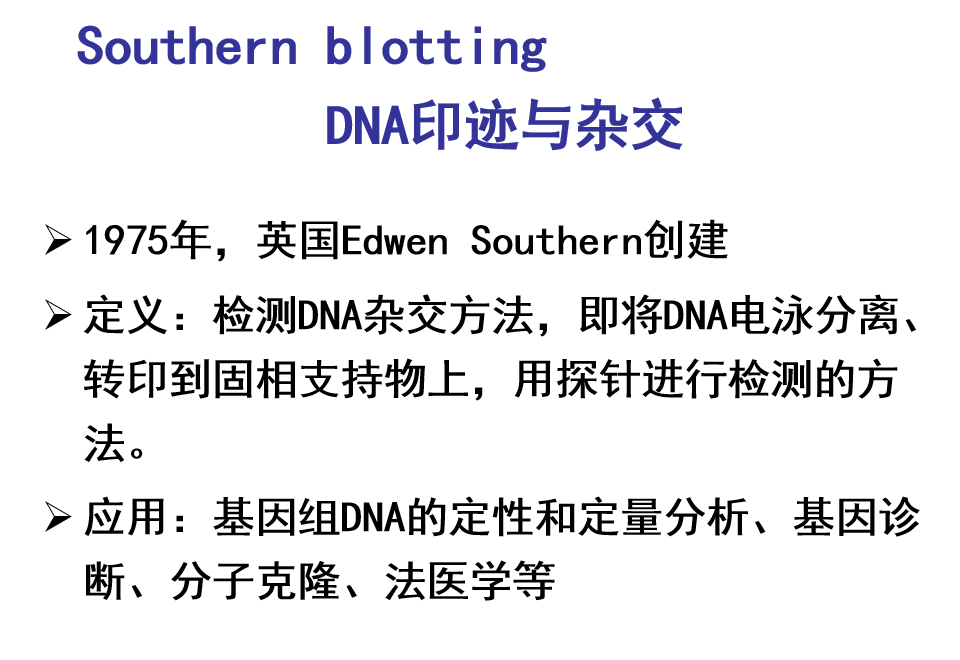 Southern blotting
DNA印迹与杂交
1975年，英国Edwen Southern创建
定义：检测DNA杂交方法，即将DNA电泳分离、
转印到固相支持物上，用探针进行检测的方
法。
应用：基因组DNA的定性和定量分析、基因诊
断、分子克隆、法医学等